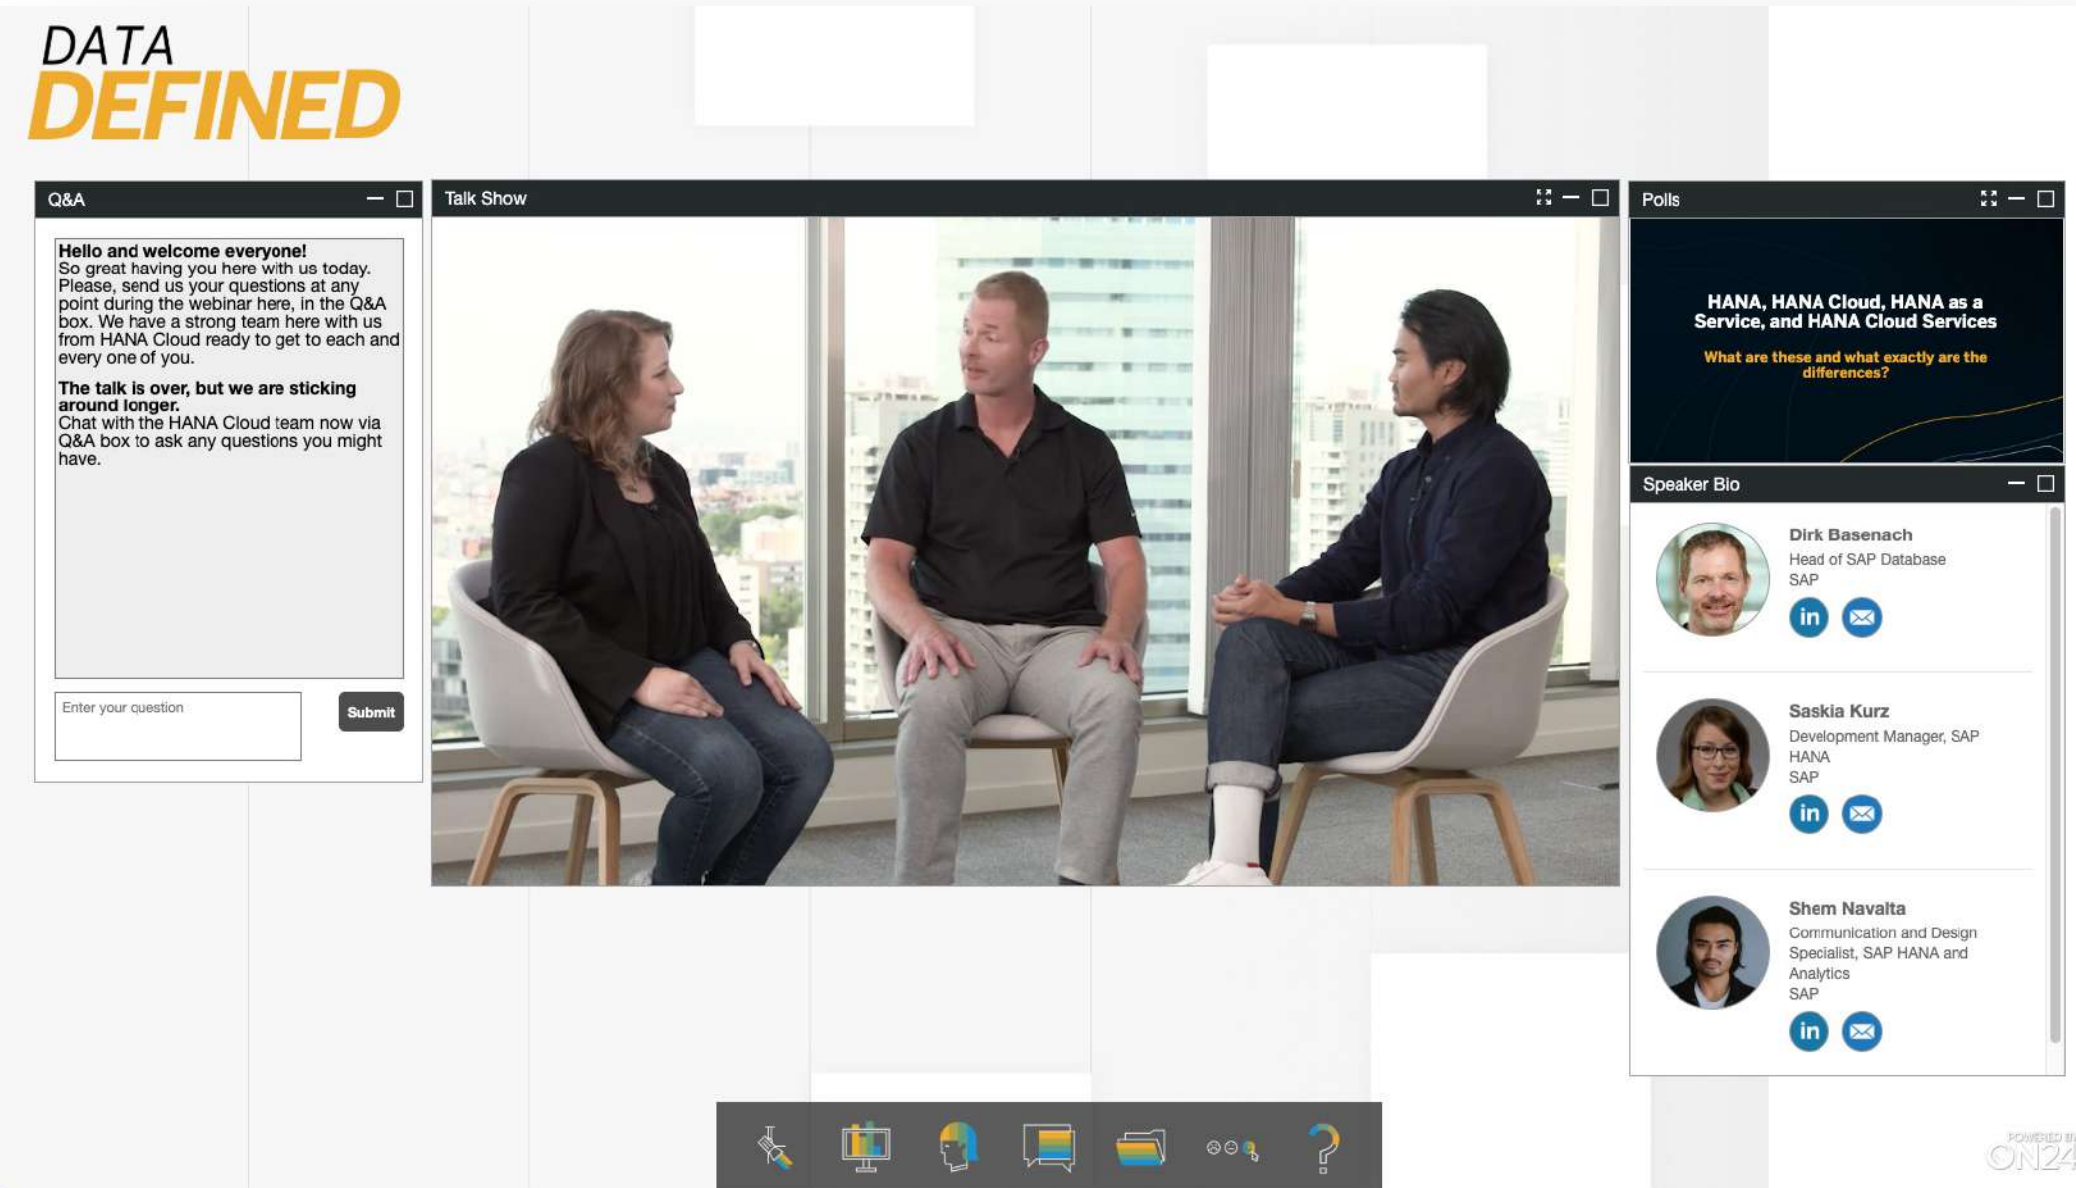 DATA
DEFINED
Q&A
Hello and welcome everyone!
So great having you here with us today.
Please, send us your questions at any
point during the webinar here, in the Q&A
box. We have a strong team here with us
from HANA Cloud ready to get to each and
every one of you.
The talk is over, but we are sticking
around longer.
Chat with the HANA Cloud team now via
Q&A box to ask any questions you might
have.
Enter your question
Submit
Talk Show
Polls
HANA, HANA Cloud, HANA as a
Service, and HANA Cloud Services
What are these and what exactly are the
differences?
Speaker Bio
Dirk Basenach
Head of SAP Database
SAP
in
Saskia Kurz
Development Manager, SAP
HANA
SAP
in
Shem Navalta
Communication and Design
Specialist, SAP HANA and
Analytics
SAP
in
?
POWERED BY
ON24